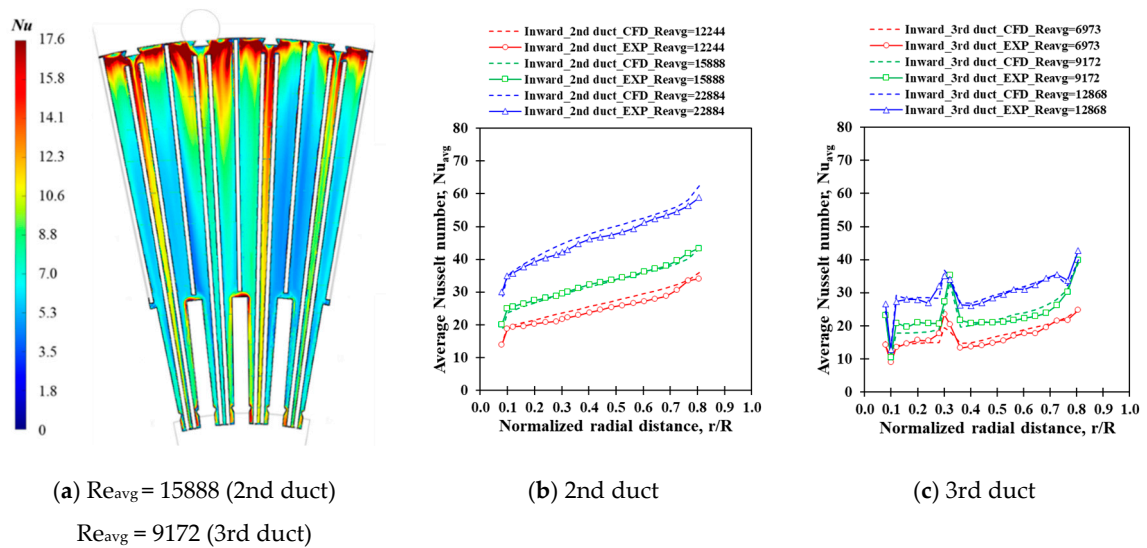 Nu
17.6
15.8
14.1
12.3
10.6
8.8
7.0
5.3
3.5
1.8
0
Inward_2nd duct_CFD_Reavg=12244
Inward_2nd duct_EXP_Reavg=12244
Inward_2nd duct_CFD_Reavg=15888
Inward_2nd duct_EXP_Reavg=15888
Inward_2nd duct_CFD_Reavg=22884
Inward_2nd duct_EXP_Reavg=22884
Average Nusselt number, Nuavg
80
70
60
50
40
30
20
10
0
0.0 0.1 0.2 0.3 0.4 0.5 0.6 0.7 0.8 0.9 1.0
Normalized radial distance, r/R
Inward_3rd duct_CFD_Reavg=6973
Inward_3rd duct_EXP_Reavg=6973
Inward_3rd duct_CFD_Reavg=9172
Inward_3rd duct_EXP_Reavg=9172
Inward_3rd duct_CFD_Reavg=12868
Inward_3rd duct_EXP_Reavg=12868
Average Nusselt number, Nuavg
80
70
60
50
40
30
20
10
0
0.0 0.1 0.2 0.3 0.4 0.5 0.6 0.7 0.8 0.9 1.0
Normalized radial distance, r/R
(a) Reavg = 15888 (2nd duct)
Reavg = 9172 (3rd duct)
(b) 2nd duct
(c) 3rd duct